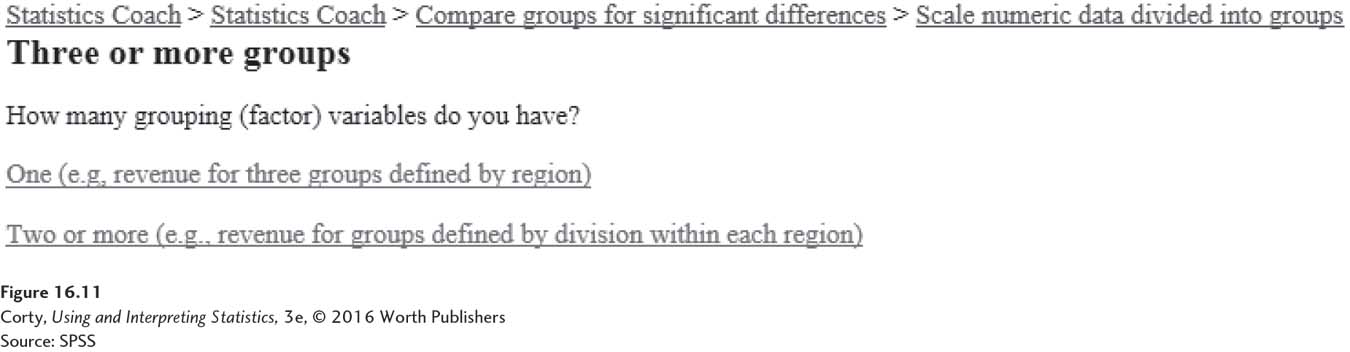 Statistics Coach > Statistics Coach > Compare groups for significant differences > Scale numeric data divided into groups
Three or more groups
How many grouping (factor) variables do you have?
One (e.g, revenue for three groups defined by region)
Two or more (e.g., revenue for groups defined by division within each region)
Figure 16.11
Corty, Using and Interpreting Statistics, 3e, © 2016 Worth Publishers
Source: SPSS